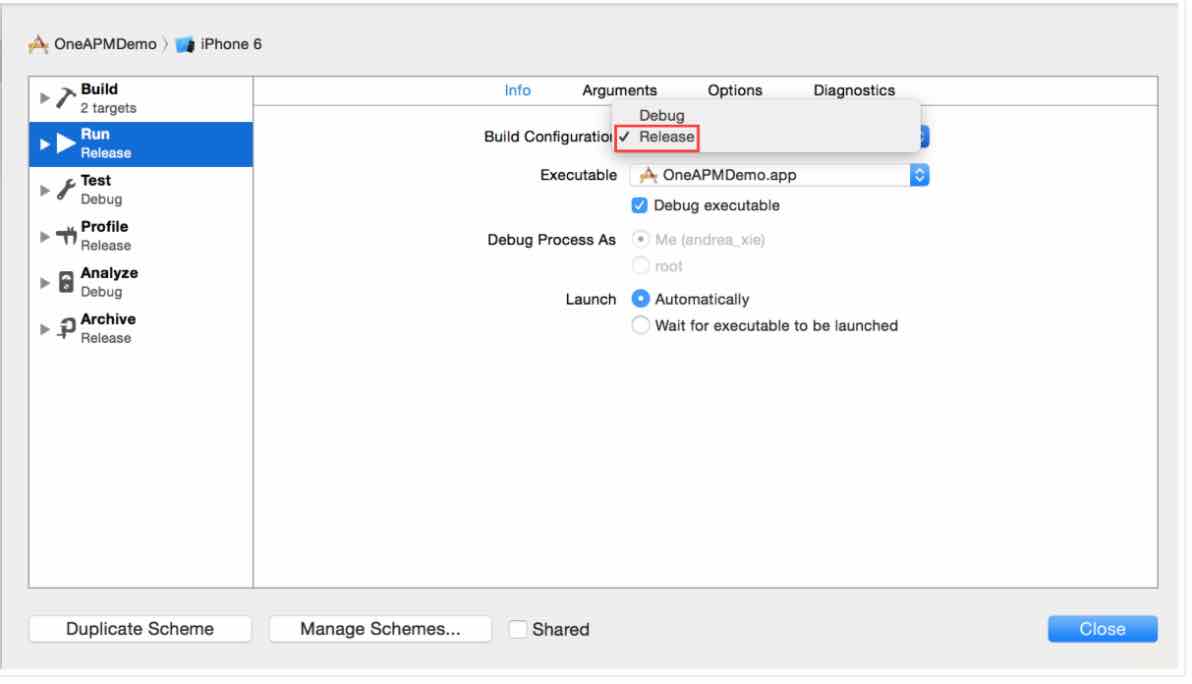 OneAPMDemo 〉 iPhone 6
Build
2 targets
Run
Release
Test
Debug
Profile
Release
Analyze
Debug
Archive
Release
Info Arguments Options Diagnostics
Debug
Build Configuration ✓ Release
Executable OneAPMDemo.app
Debug executable
Debug Process As Me (andrea_xie)
root
Launch Automatically
Wait for executable to be launched
Duplicate Scheme Manage Schemes... Shared Close